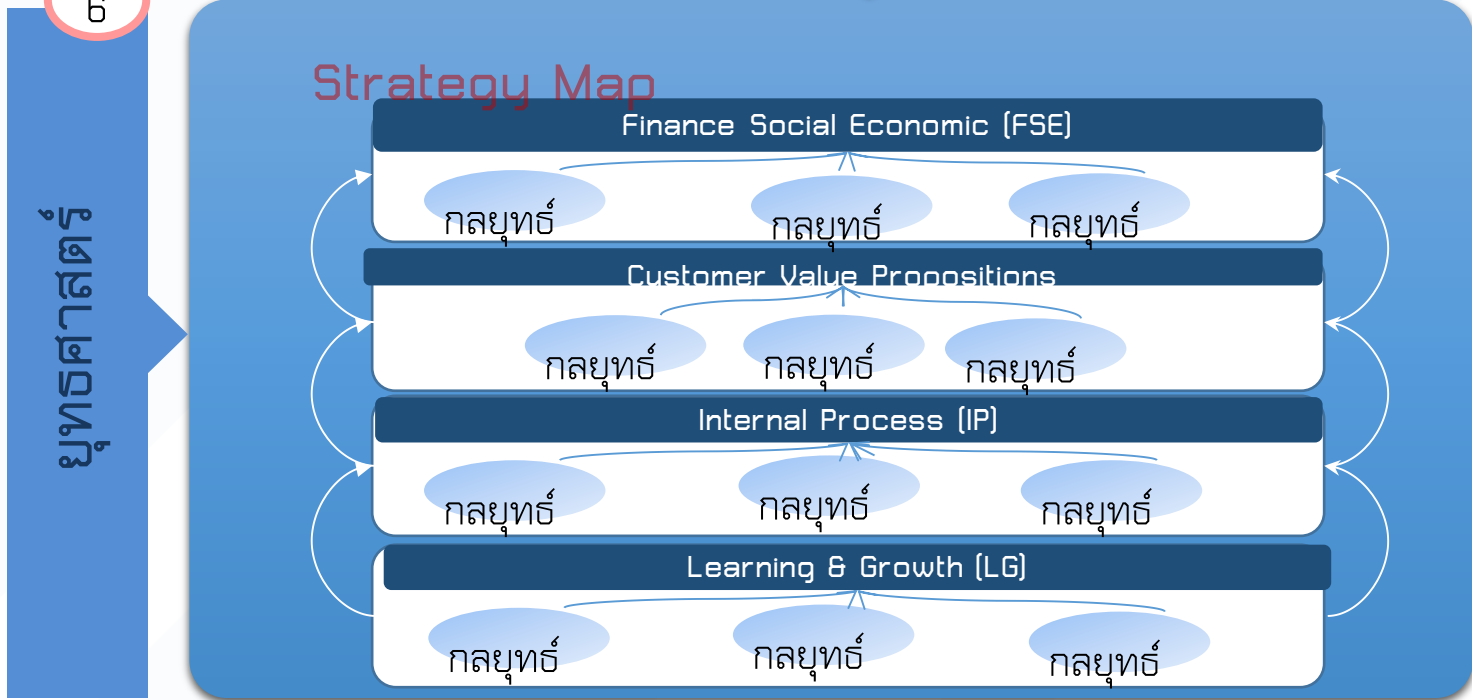 6
ยุทธศาสตร์
Strategy Map
Finance Social Economic (FSE)
กลยุทธ์ กลยุทธ์ กลยุทธ์
Customer Value Propositions
กลยุทธ์ กลยุทธ์ กลยุทธ์
Internal Process (IP)
กลยุทธ์ กลยุทธ์ กลยุทธ์
Learning & Growth (LG)
กลยุทธ์ กลยุทธ์ กลยุทธ์